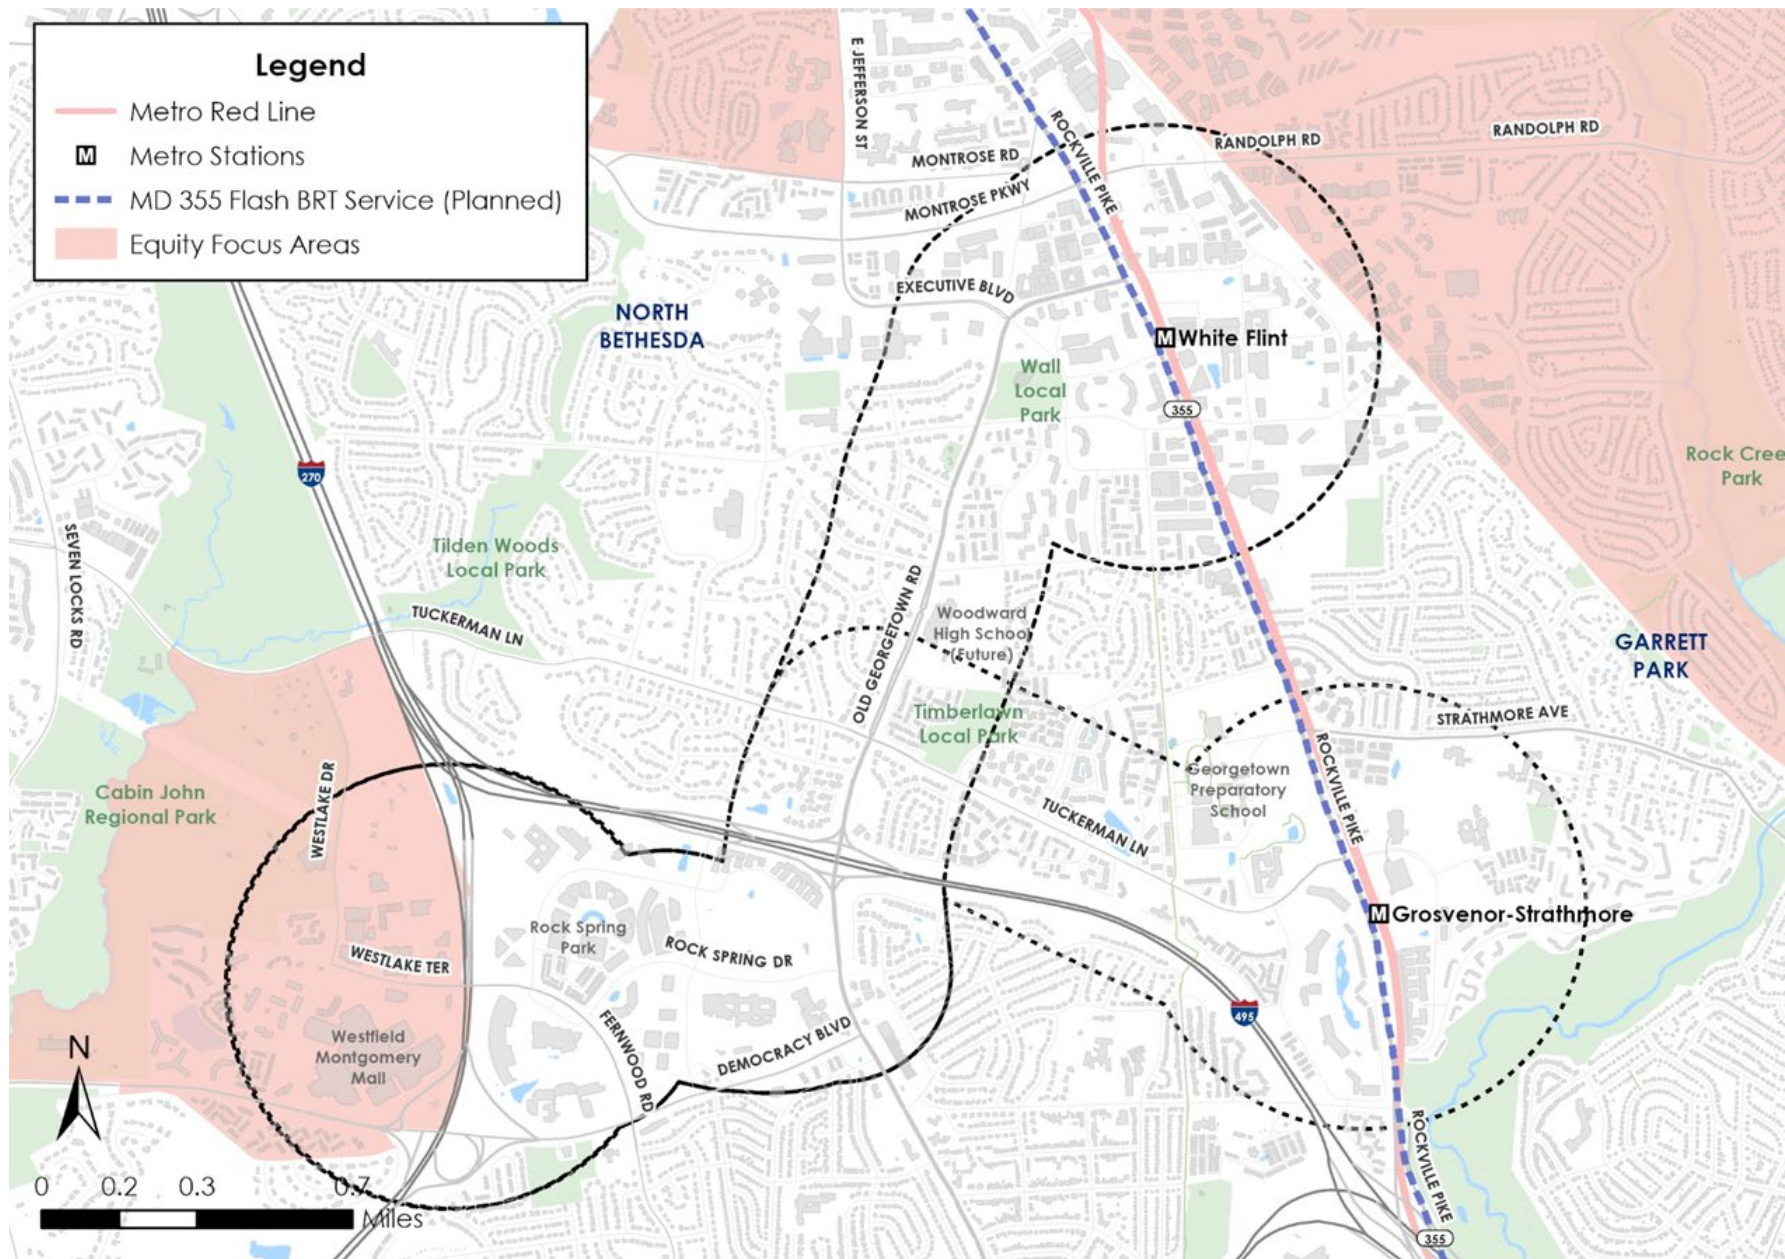 Legend
Metro Red Line
M Metro Stations
MD 355 Flash BRT Service (Planned)
Equity Focus Areas
E JEFFERSON ST
MONTROSE RD
MONTROSE PKWY
ROCKVILLE PIKE
RANDOLPH RD
RANDOLPH RD
EXECUTIVE BLVD
NORTH
BETHESDA
M White Flint
Wall
Local
Park
355
270
Rock Cree
Park
SEVEN LOCKS RD
Tilden Woods
Local Park
TUCKERMAN LN
OLD GEORGETOWN RD
Woodward
High School
(Future)
GARRETT
PARK
Timberlawn
Local Park
STRATHMORE AVE
ROCKVILLE PIKE
Georgetown
Preparatory
School
TUCKERMAN LN
WESTLAKE DR
Cabin John
Regional Park
M Grosvenor-Strathmore
Rock Spring
Park
ROCK SPRING DR
WESTLAKE TER
495
FERNWOOD RD
DEMOCRACY BLVD
Westfield
Montgomery
Mall
N
ROCKVILLE PIKE
0 0.2 0.3 0.7
Miles
355